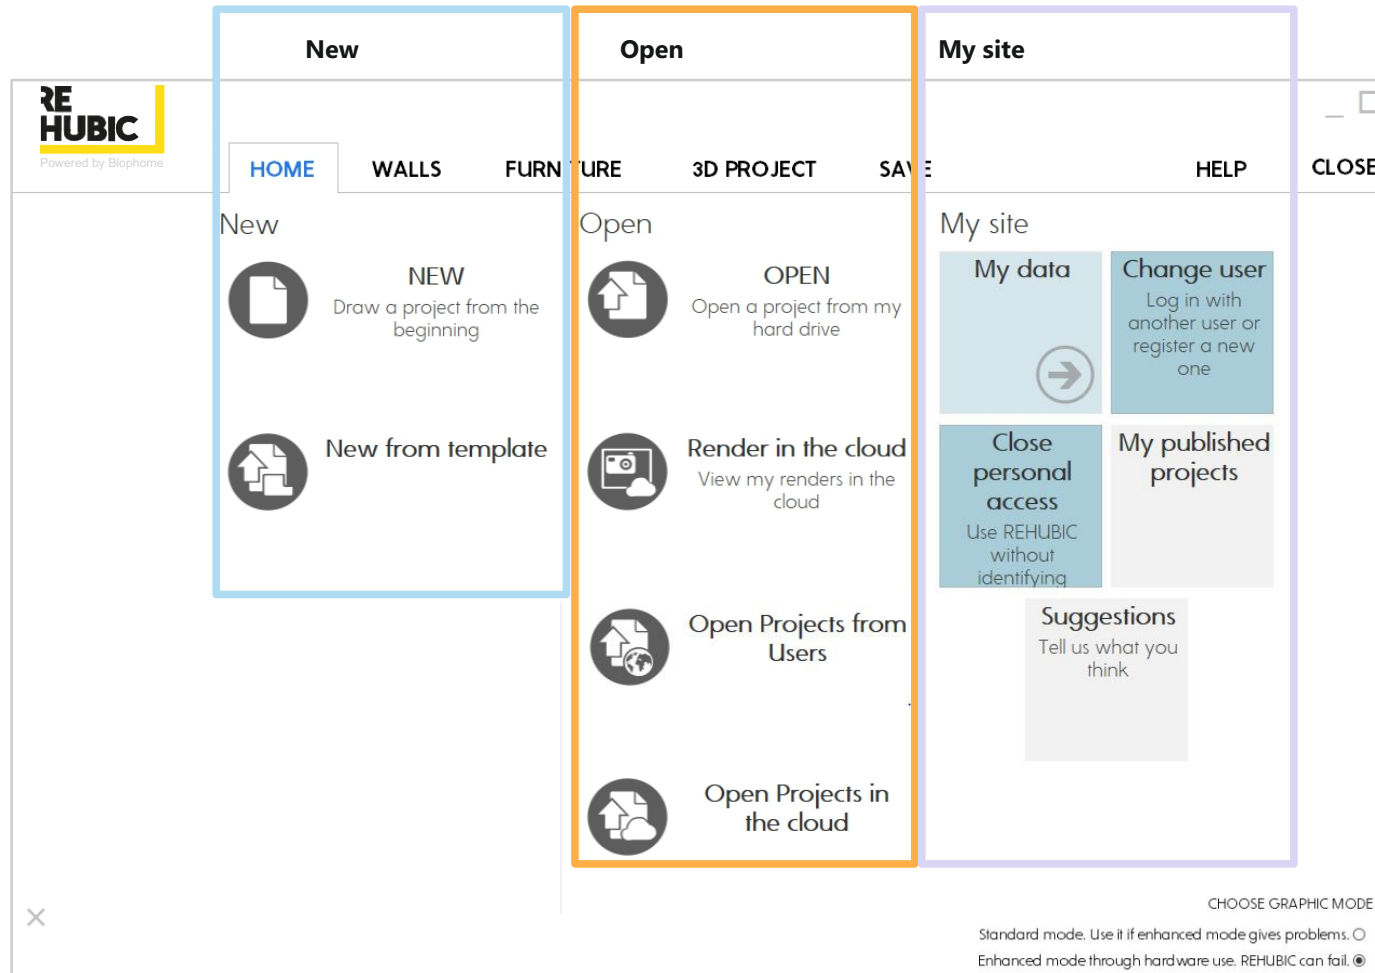 New
Open
My site
RE
HUBIC
Powered by Blophome
HOME
WALLS
FURNITURE
3D PROJECT
SAVE
HELP
CLOSE
New
NEW
Draw a project from the
beginning
New from template
Open
OPEN
Open a project from my
hard drive
Render in the cloud
View my renders in the
cloud
Open Projects from
Users
Open Projects in
the cloud
My site
My data
Change user
Log in with
another user or
register a new
one
Close
personal
access
Use REHUBIC
without
identifying
My published
projects
Suggestions
Tell us what you
think
CHOOSE GRAPHIC MODE
Standard mode. Use it if enhanced mode gives problems.
Enhanced mode through hardware use. REHUBIC can fail.